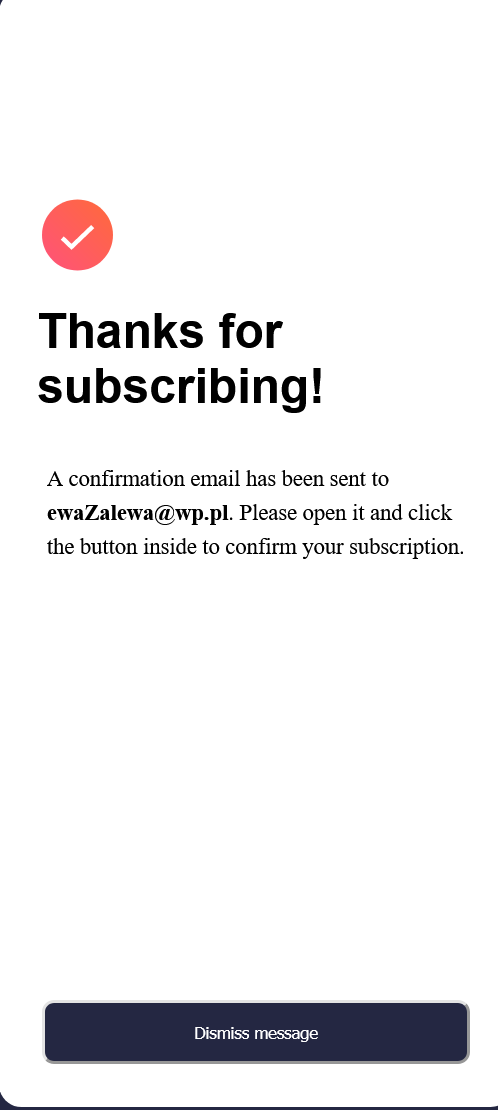 Thanks for
subscribing!
A confirmation email has been sent to
ewaZalewa@wp.pl. Please open it and click
the button inside to confirm your subscription.
Dismiss message